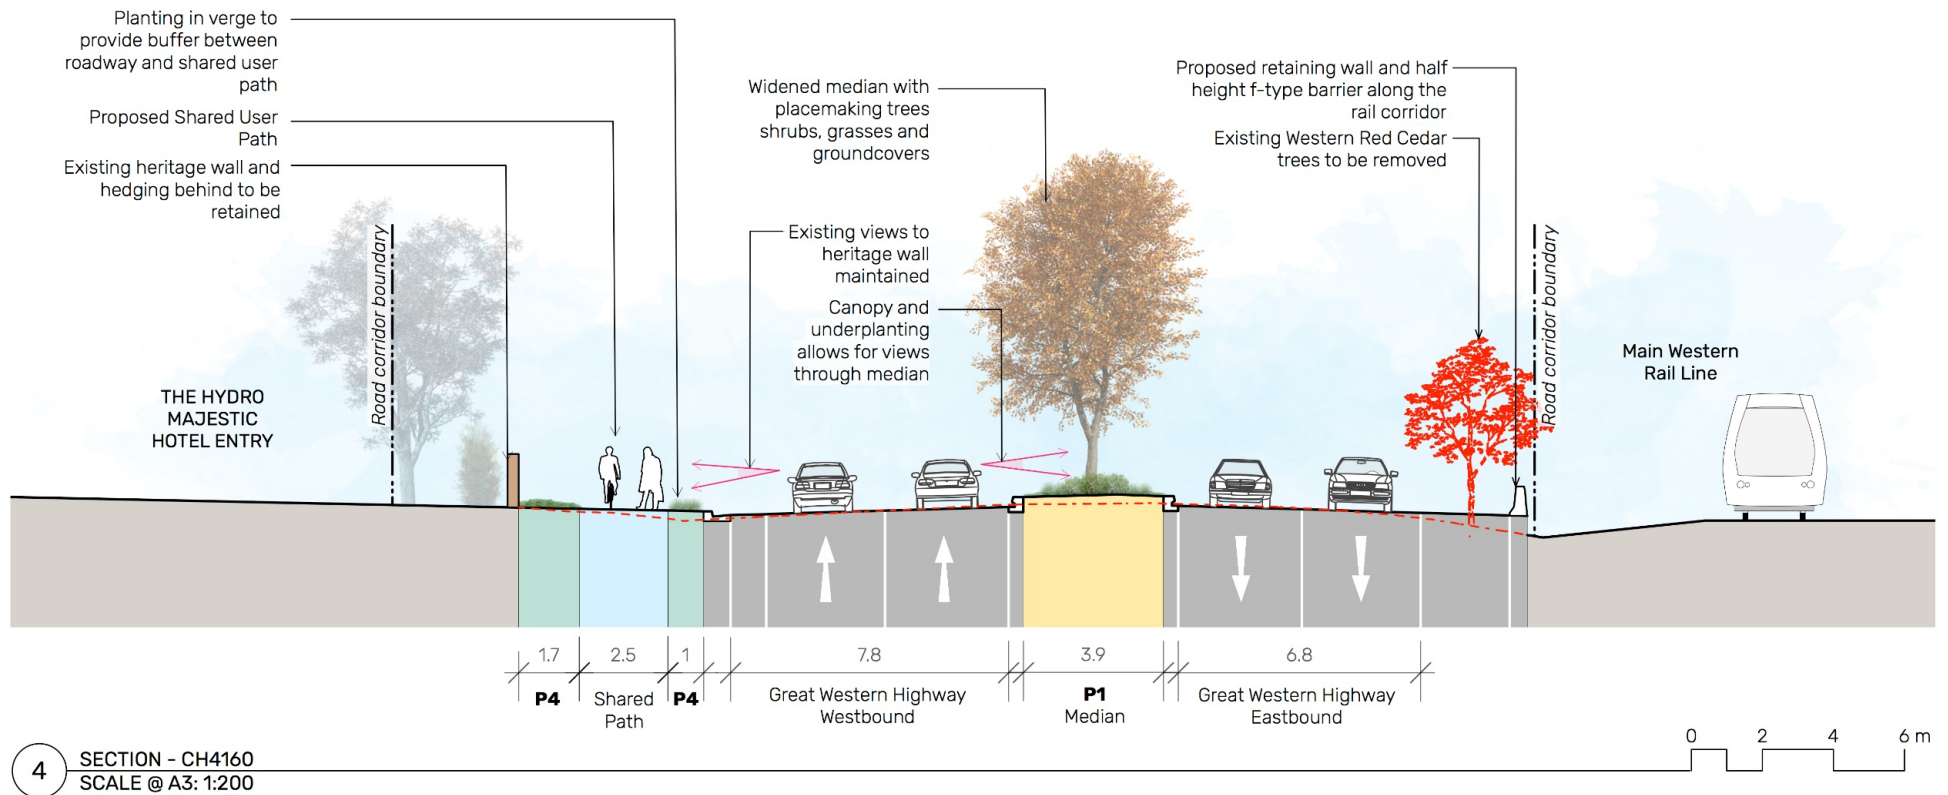 Planting in verge to
provide buffer between
roadway and shared user
path
Proposed Shared User
Path
Existing heritage wall and
hedging behind to be
retained
Widened median with
placemaking trees
shrubs, grasses and
groundcovers
Existing views to
heritage wall
maintained
Canopy and
underplanting
allows for views
through median
Proposed retaining wall and half
height f-type barrier along the
rail corridor
Existing Western Red Cedar
trees to be removed
Road corridor boundary
Road corridor boundary
THE HYDRO
MAJESTIC
HOTEL ENTRY
Main Western
Rail Line
1.7
2.5
1
7.8
3.9
6.8
P4
Shared
Path
P4
Great Western Highway
Westbound
P1
Median
Great Western Highway
Eastbound
0 2 4 6 m
4
SECTION - CH4160
SCALE @ A3: 1:200